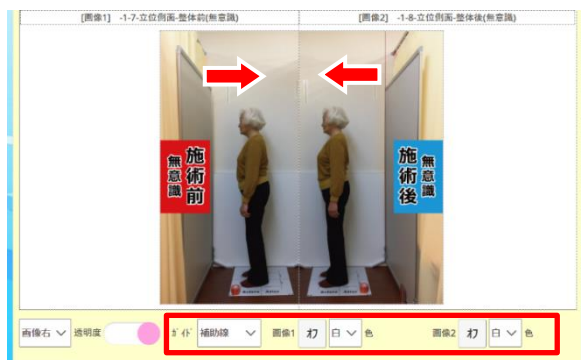 [画像1] -1-7-立位側面-整体前(無意識)
[画像2] -1-8-立位側面-整体後(無意識)
施術前
無意識
無意識
施術後
画像右 透明度 ガイド 補助線 画像1 オフ 白 色 画像2 オフ 白 色